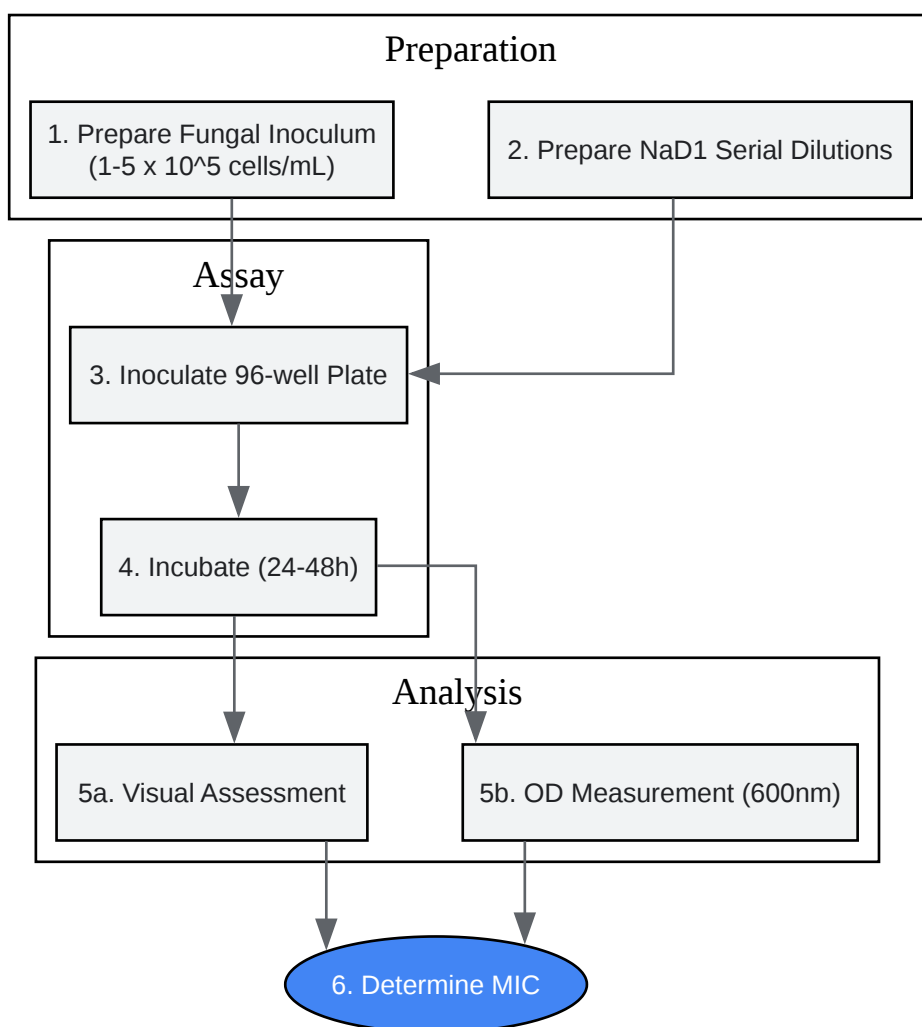 Preparation
1. Prepare Fungal Inoculum
(1-5 x 10^5 cells/mL)
2. Prepare NaD1 Serial Dilutions
Assay
3. Inoculate 96-well Plate
4. Incubate (24-48h)
Analysis
5a. Visual Assessment
5b. OD Measurement (600nm)
6. Determine MIC